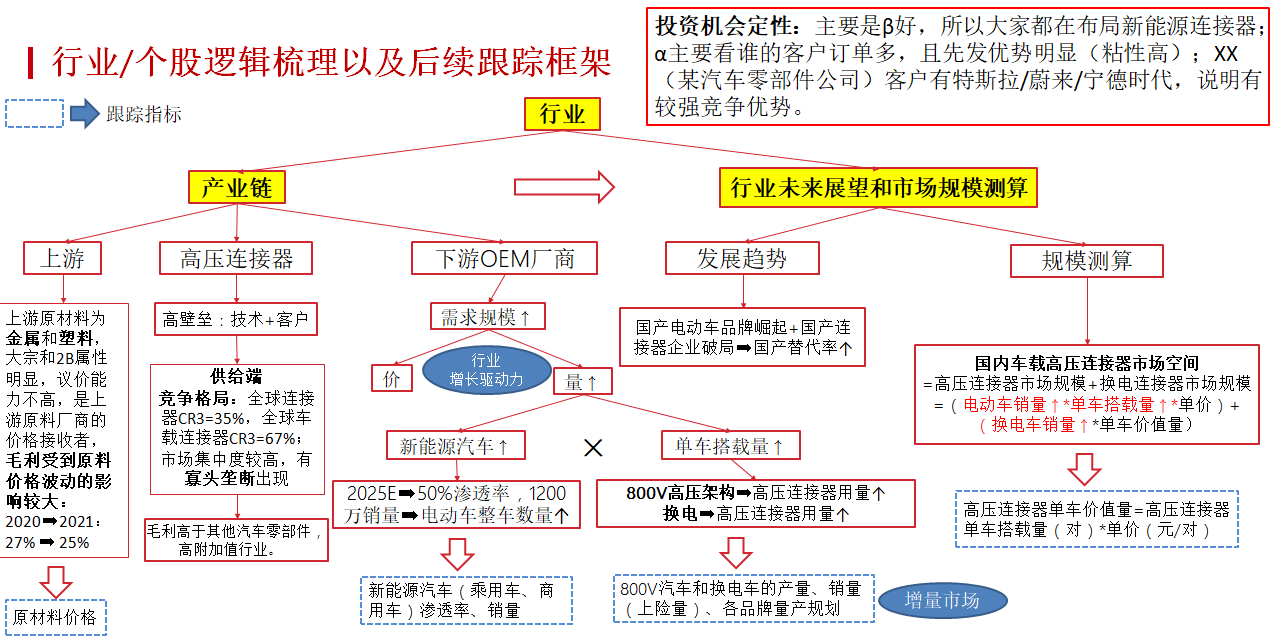 投资机会定性：主要是β好，所以大家都在布局新能源连接器；
α主要看谁的客户订单多，且先发优势明显（粘性高）；XX
（某汽车零部件公司）客户有特斯拉/蔚来/宁德时代，说明有
较强竞争优势。
行业/个股逻辑梳理以及后续跟踪框架
跟踪指标
行业
产业链
行业未来展望和市场规模测算
上游
高压连接器
下游OEM厂商
发展趋势
规模测算
上游原材料为
金属和塑料，
大宗和2B属性
明显，议价能
力不高，是上
游原料厂商的
价格接收者，
毛利受到原料
价格波动的影
响较大：
2020➡2021：
27% ➡ 25%
原材料价格
高壁垒：技术+客户
供给端
竞争格局：全球连接
器CR3=35%，全球车
载连接器CR3=67%；
市场集中度较高，有
寡头垄断出现
毛利高于其他汽车零部件，
高附加值行业。
需求规模↑
价
行业
增长驱动力
量↑
新能源汽车↑
×
单车搭载量↑
2025E➡50%渗透率，1200
万销量➡电动车整车数量↑
800V高压架构➡高压连接器用量↑
换电➡高压连接器用量↑
新能源汽车（乘用车、商
用车）渗透率、销量
800V汽车和换电车的产量、销量
（上险量）、各品牌量产规划
增量市场
国产电动车品牌崛起+国产连
接器企业破局➡国产替代率↑
国内车载高压连接器市场空间
=高压连接器市场规模+换电连接器市场规模
=（电动车销量↑*单车搭载量↑*单价）+
（换电车销量↑*单车价值量）
高压连接器单车价值量=高压连接器
单车搭载量（对）*单价（元/对）